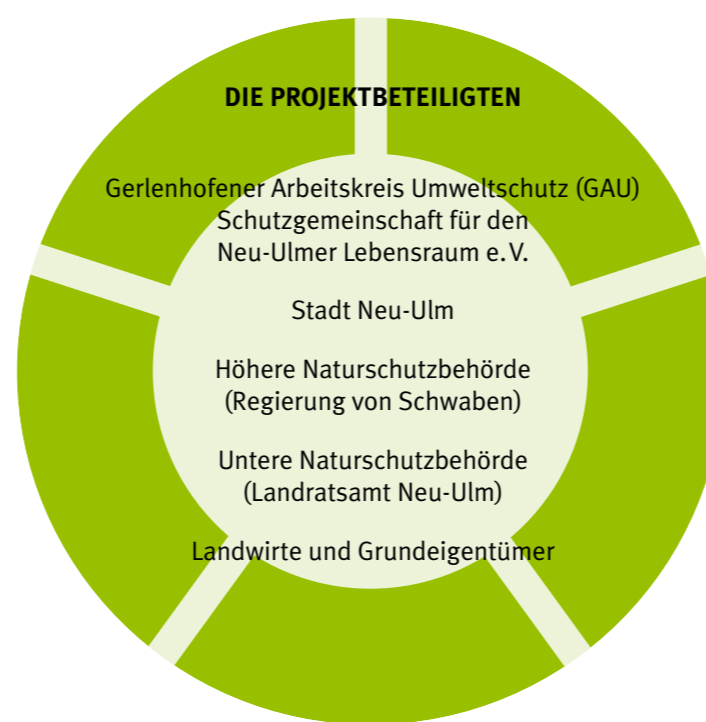 DIE PROJEKTBETEILIGTEN
Gerlenhofener Arbeitskreis Umweltschutz (GAU)
Schutzgemeinschaft für den
Neu-Ulmer Lebensraum e.V.
Stadt Neu-Ulm
Höhere Naturschutzbehörde
(Regierung von Schwaben)
Untere Naturschutzbehörde
(Landratsamt Neu-Ulm)
Landwirte und Grundeigentümer